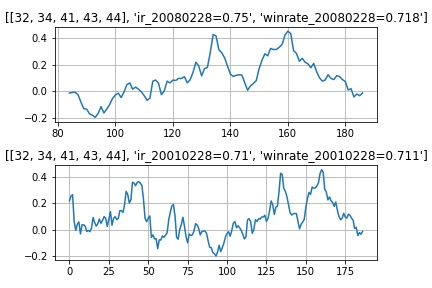 [[32, 34, 41, 43, 44], 'ir_20080228=0.75', 'winrate_20080228=0.718']
0.4
0.2
0.0
−0.2
80 100 120 140 160 180
[[32, 34, 41, 43, 44], 'ir_20010228=0.71', 'winrate_20010228=0.711']
0.4
0.2
0.0
−0.2
0 25 50 75 100 125 150 175